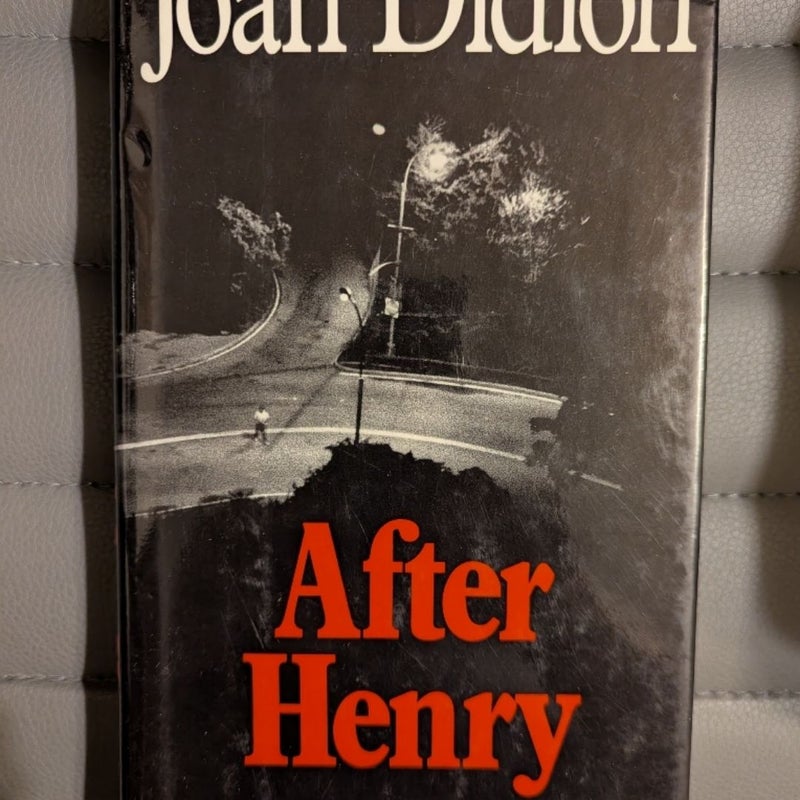 Joan Didion
After
Henry